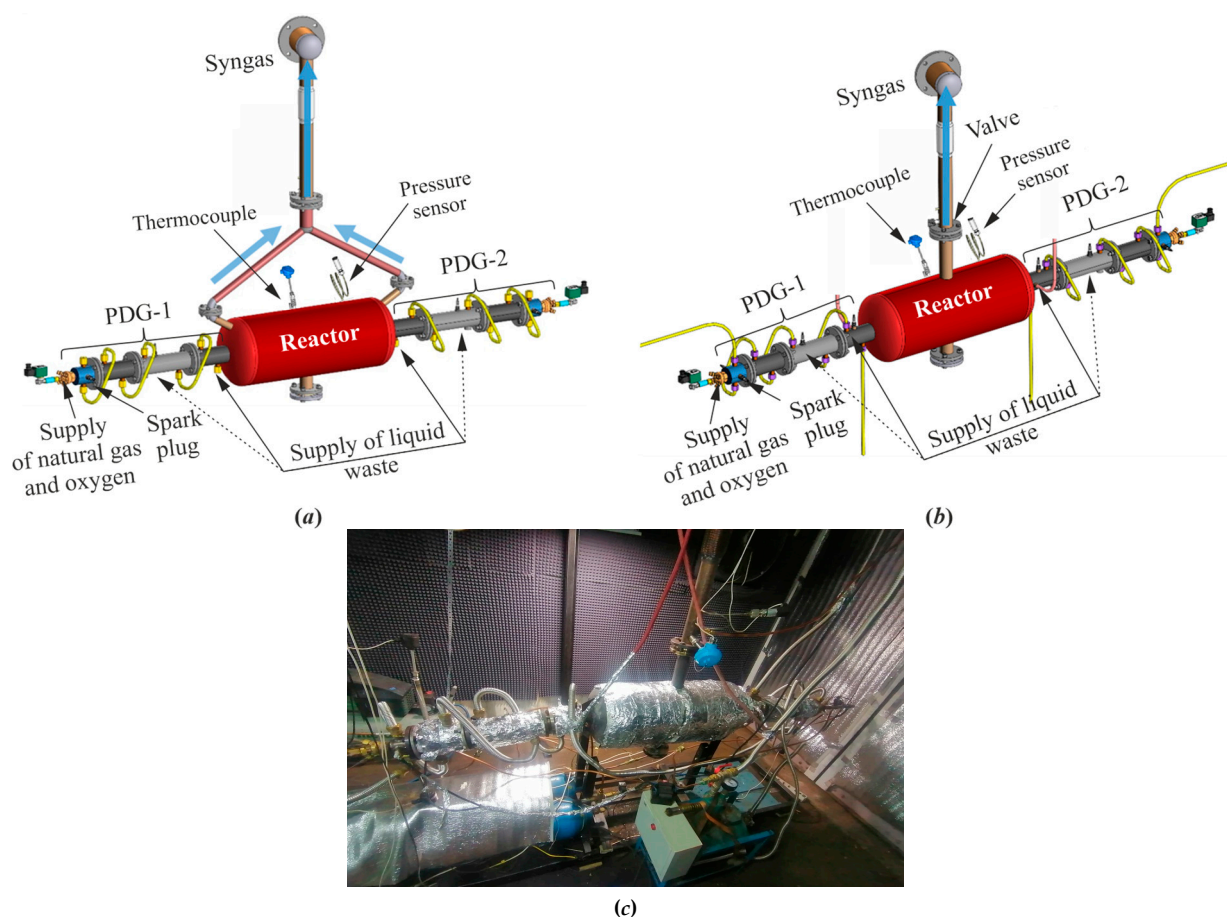 Syngas
Thermocouple
Pressure
sensor
PDG-1
PDG-2
Reactor
Supply
of natural gas
and oxygen
Spark
plug
Supply of liquid
waste
(a)
Syngas
Valve
Thermocouple
Pressure
sensor
PDG-1
PDG-2
Reactor
Supply
of natural gas
and oxygen
Spark
plug
Supply of liquid
waste
(b)
(c)